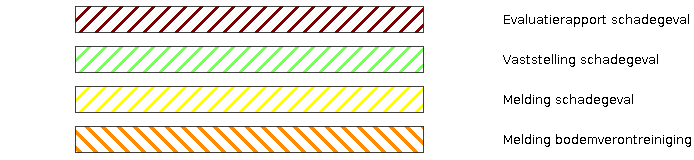 Evaluatierapport schadegeval
Vaststelling schadegeval
Melding schadegeval
Melding bodemverontreiniging